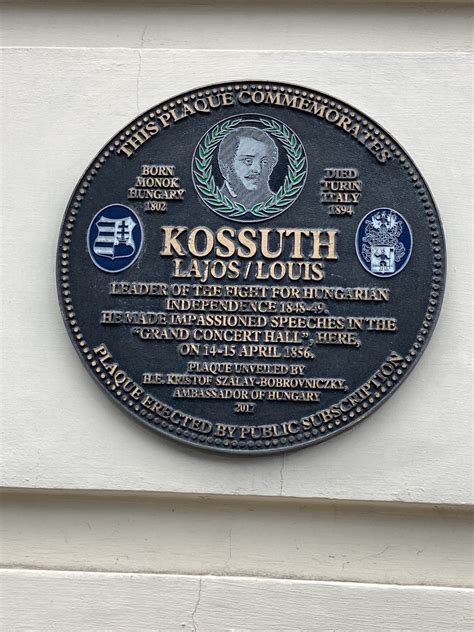 THIS PLAQUE COMMEMORATES
BORN
MONOK
HUNGARY
1802
DIED
TURIN
ITALY
1894
KOSSUTH
LAJOS/LOUIS
LEADER OF THE FIGHT FOR HUNGARIAN
INDEPENDENCE 1848-49.
HE MADE IMPASSIONED SPEECHES IN THE
"GRAND CONCERT HALL", HERE,
ON 14-15 APRIL 1856.
PLAQUE UNVEILED BY
H.E. KRISTOF SZALAY-BOBROVNICZKY,
AMBASSADOR OF HUNGARY
2017
PLAQUE ERECTED BY PUBLIC SUBSCRIPTION